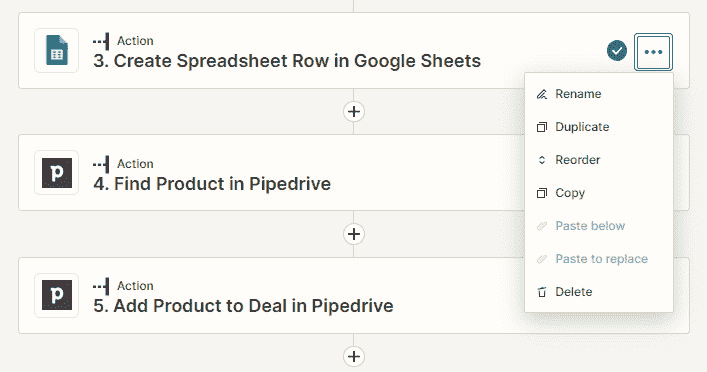 Action
3. Create Spreadsheet Row in Google Sheets
Rename
Duplicate
Reorder
Copy
Paste below
Paste to replace
Delete
Action
4. Find Product in Pipedrive
Action
5. Add Product to Deal in Pipedrive